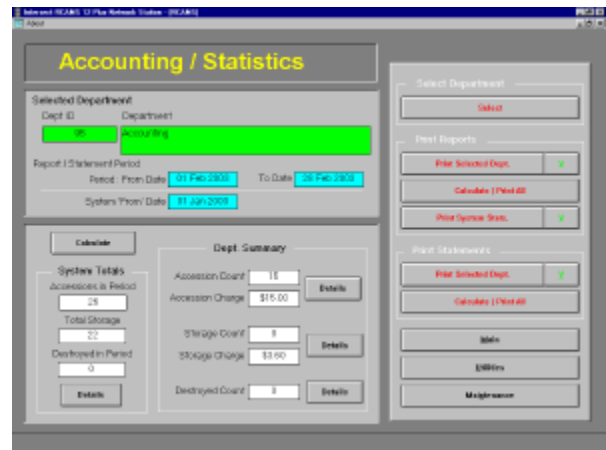 About
Accounting / Statistics
Selected Department
Dept ID Department
Accounting
Report / Statement Period
Period : From Date 01 Feb 2003 To Date 28 Feb 2003
System 'From' Date 01 Jan 2003
Calculate
System Totals
Accessions in Period
Total Storage
22
Destroyed in Period
0
Details
Dept. Summary
Accession Count 15 Details
Accession Charge $15.00
Storage Count Details
Storage Charge $3.60
Destroyed Count Details
Select Department
Select
Print Reports
Print Selected Dept.
Calculate / Print All
Print System Stats.
Print Statements
Print Selected Dept.
Calculate / Print All
Main
Utilities
Maintenance